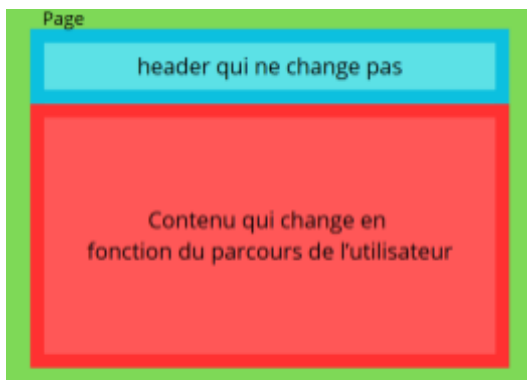 Page
header qui ne change pas
Contenu qui change en
fonction du parcours de l’utilisateur